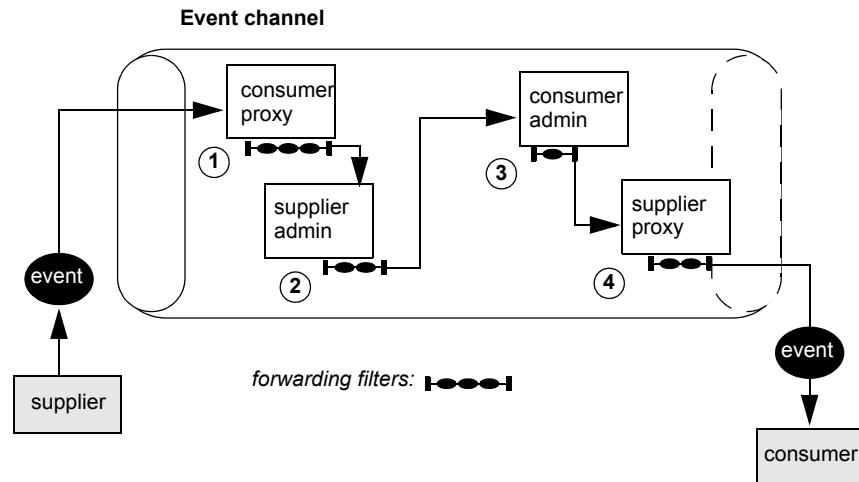 Event channel
consumer
proxy
1
supplier
admin
2
consumer
admin
3
supplier
proxy
4
event
supplier
forwarding filters:
event
consumer